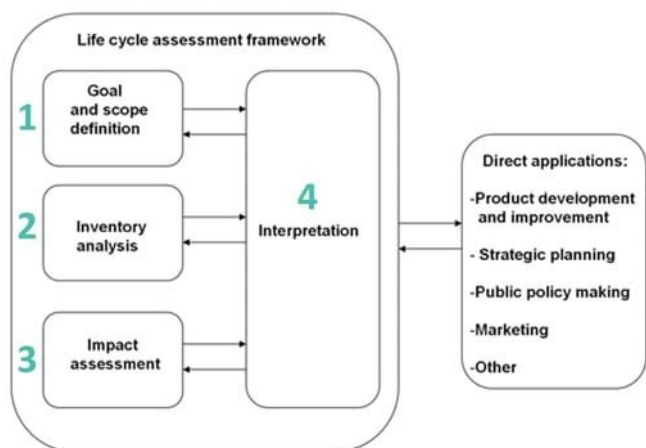 Life cycle assessment framework
1
Goal
and scope
definition
2
Inventory
analysis
3
Impact
assessment
4
Interpretation
Direct applications:
-Product development
and improvement
- Strategic planning
-Public policy making
-Marketing
-Other